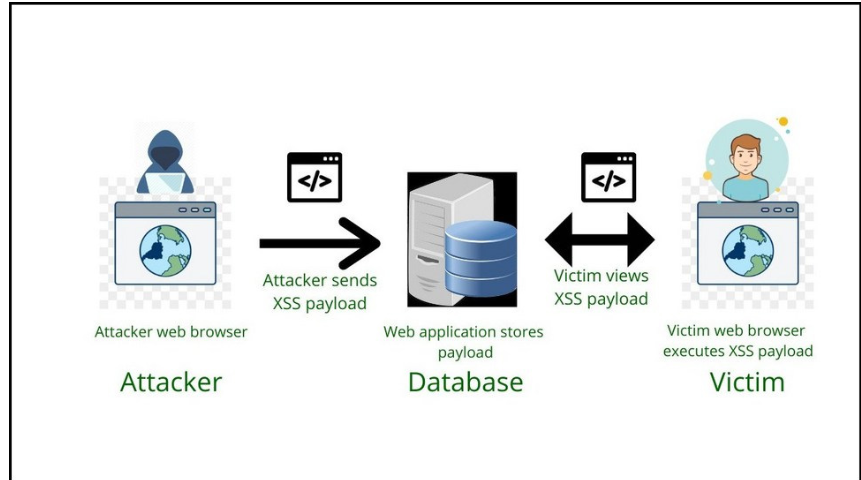 </>
</>
Attacker sends
XSS payload
Victim views
XSS payload
Attacker web browser
Web application stores
payload
Victim web browser
executes XSS payload
Attacker
Database
Victim